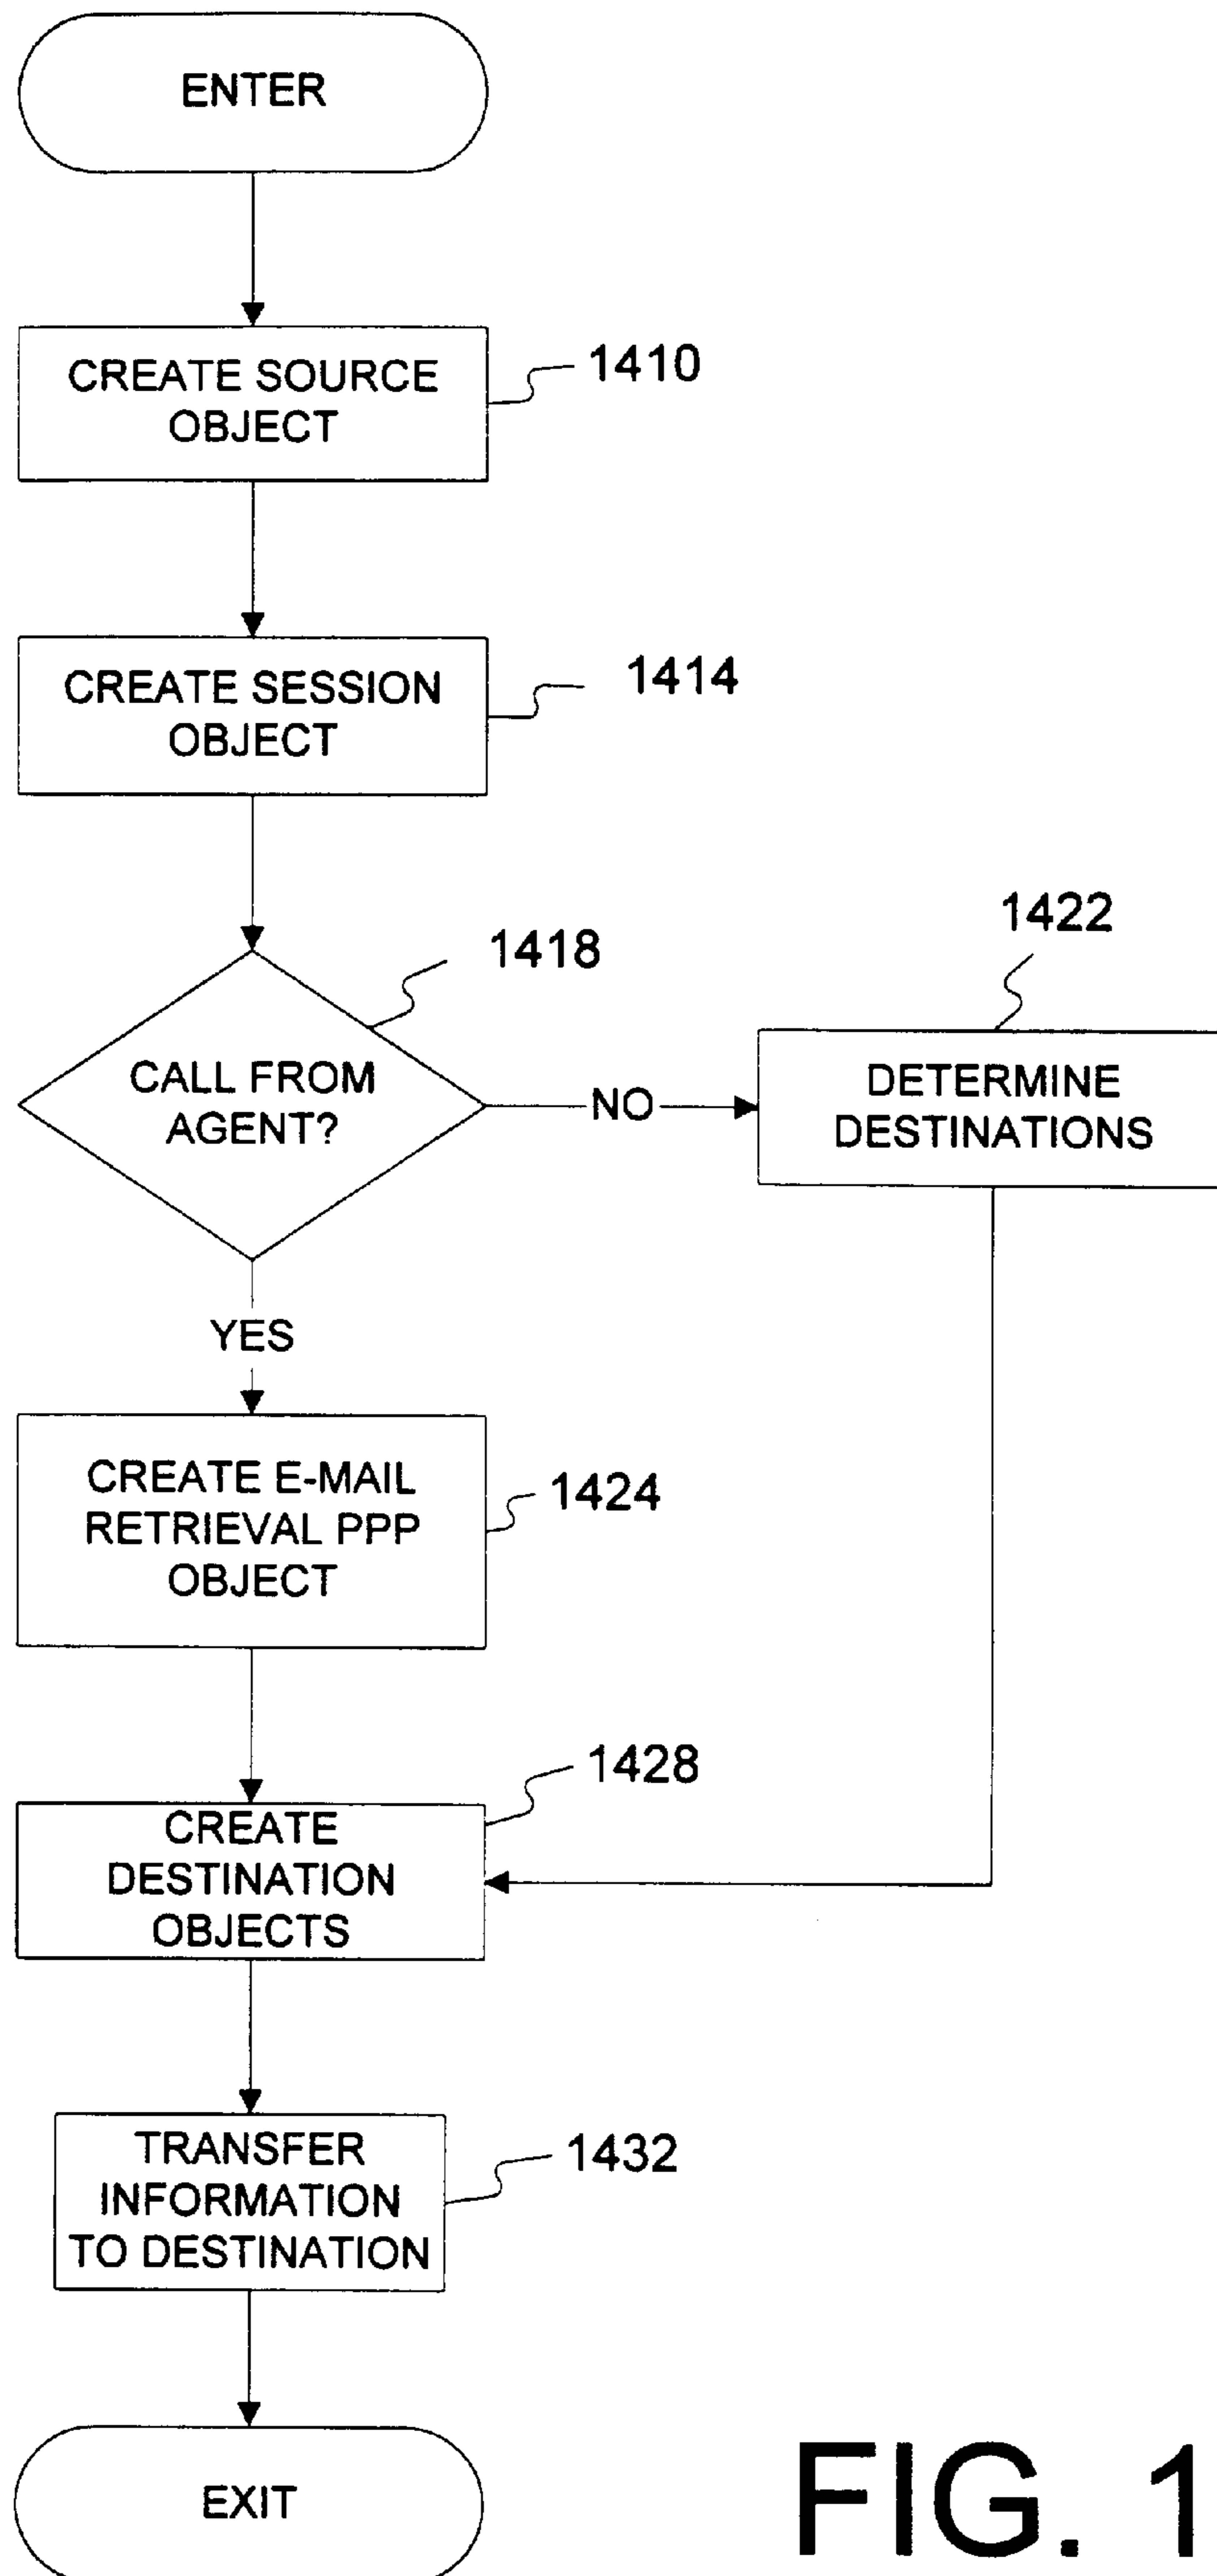 ENTER
CREATE SOURCE
OBJECT
1410
CREATE SESSION
OBJECT
1414
1418
CALL FROM
AGENT?
NO
1422
DETERMINE
DESTINATIONS
YES
CREATE E-MAIL
RETRIEVAL PPP
OBJECT
1424
1428
CREATE
DESTINATION
OBJECTS
TRANSFER
INFORMATION
TO DESTINATION
1432
EXIT
FIG. 1